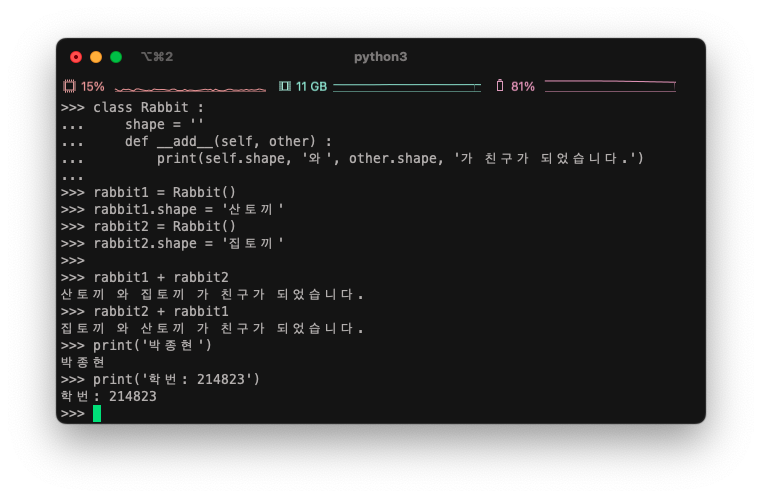 ⌥⌘2 python3
15% 11 GB 81%
>>> class Rabbit :
...     shape = ''
...     def __add__(self, other) :
...         print(self.shape, '와', other.shape, '가 친구가 되었습니다.')
...
>>> rabbit1 = Rabbit()
>>> rabbit1.shape = '산토끼'
>>> rabbit2 = Rabbit()
>>> rabbit2.shape = '집토끼'
>>>
>>> rabbit1 + rabbit2
산토끼 와 집토끼 가 친구가 되었습니다.
>>> rabbit2 + rabbit1
집토끼 와 산토끼 가 친구가 되었습니다.
>>> print('박종현')
박종현
>>> print('학번: 214823')
학번: 214823
>>>